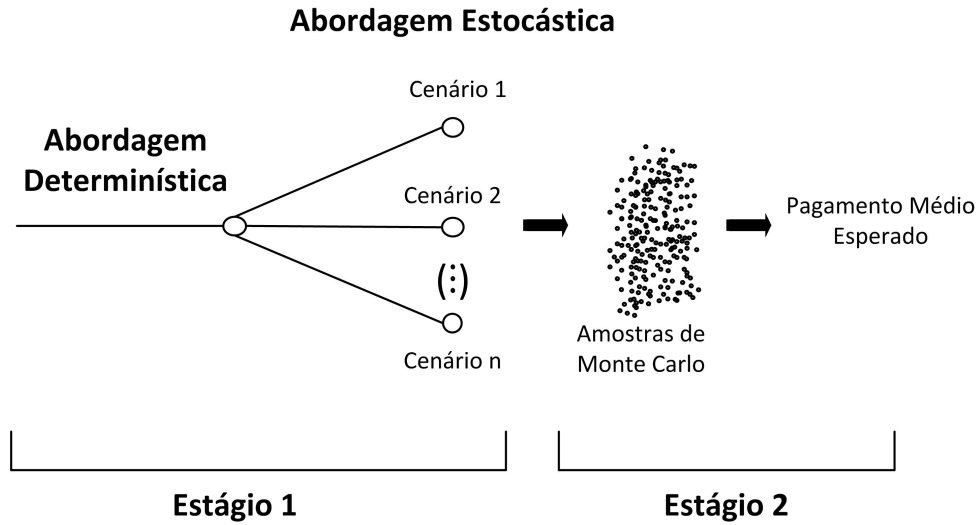 Abordagem Estocástica
Cenário 1
Abordagem
Determinística
Cenário 2
(:)
Cenário n
Amostras de
Monte Carlo
Pagamento Médio
Esperado
Estágio 1
Estágio 2